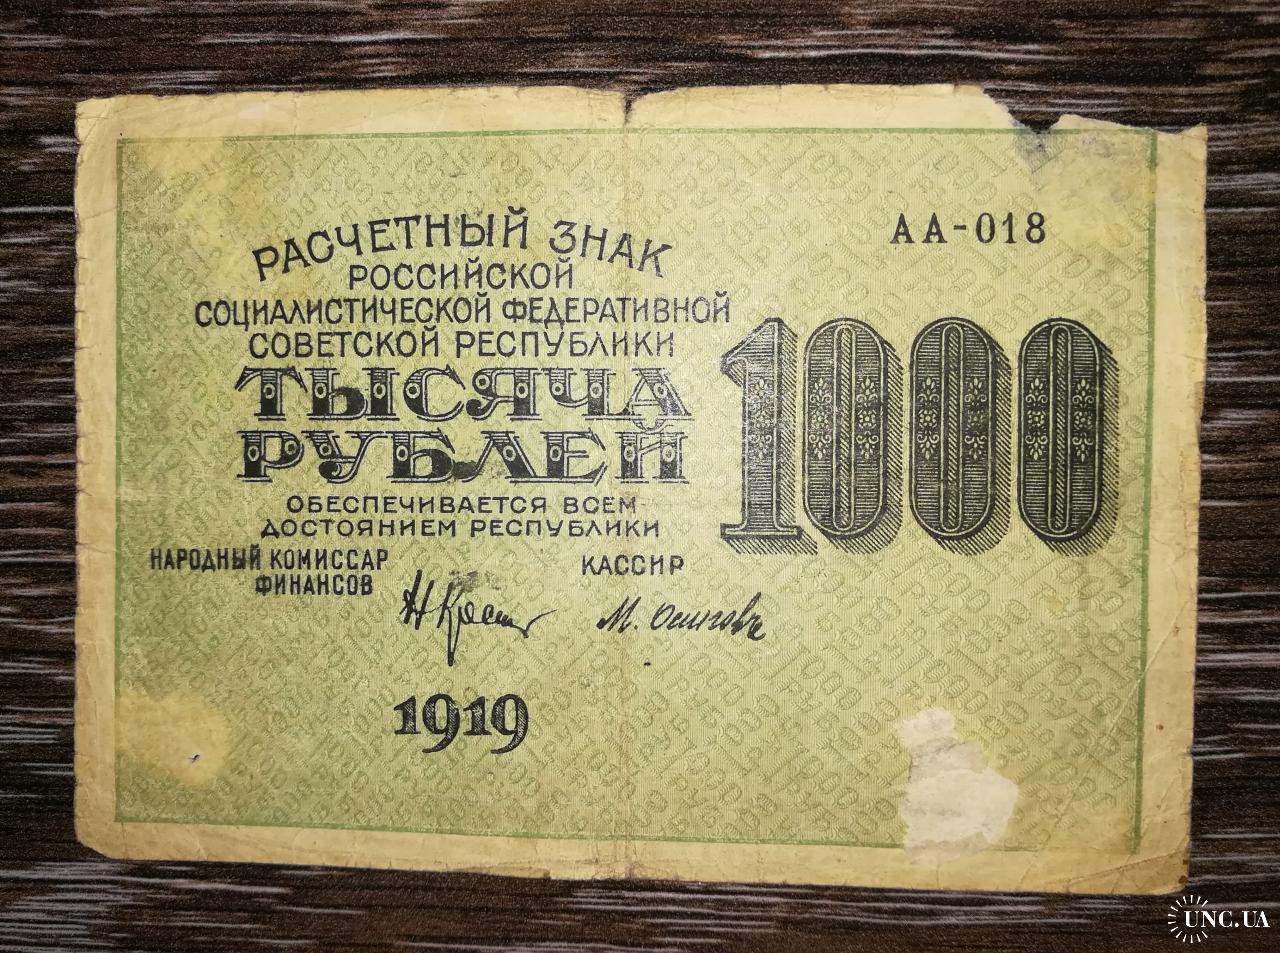 РАСЧЕТНЫЙ ЗНАК
РОССИЙСКОЙ
СОЦИАЛИСТИЧЕСКОЙ ФЕДЕРАТИВНОЙ
СОВЕТСКОЙ РЕСПУБЛИКИ
ТЫСЯЧА
РУБЛЕЙ
ОБЕСПЕЧИВАЕТСЯ ВСЕМ
ДОСТОЯНИЕМ РЕСПУБЛИКИ
НАРОДНЫЙ КОМИССАР
ФИНАНСОВ
КАССИР
М. Осиповъ
1919
АА-018
1000
UNC.UA